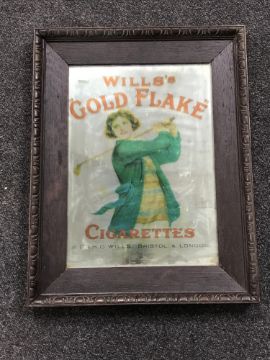 WILLS'S
GOLD FLAKE
CIGARETTES
W.D. & H.O. WILLS, BRISTOL & LONDON